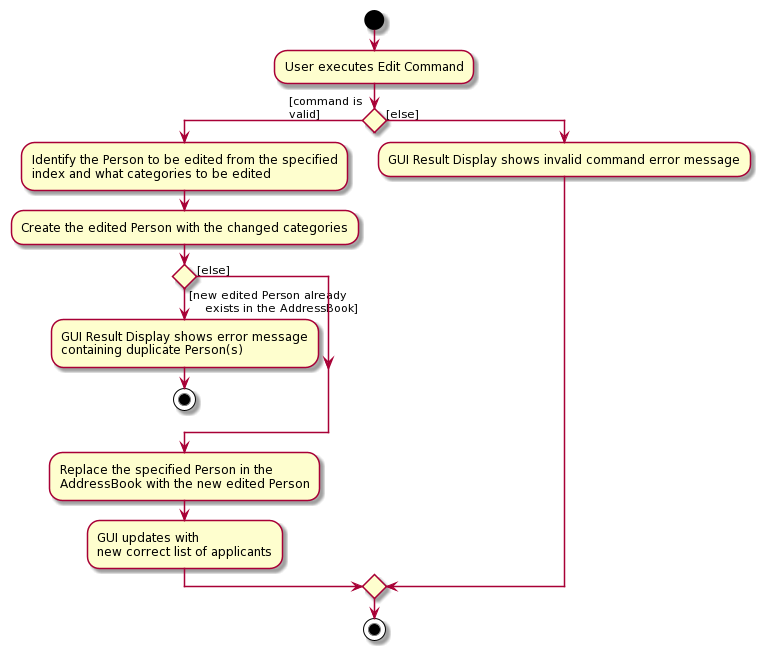 User executes Edit Command
[command is
valid]
[else]
Identify the Person to be edited from the specified
index and what categories to be edited
GUI Result Display shows invalid command error message
Create the edited Person with the changed categories
[else]
[new edited Person already
exists in the AddressBook]
GUI Result Display shows error message
containing duplicate Person(s)
Replace the specified Person in the
AddressBook with the new edited Person
GUI updates with
new correct list of applicants